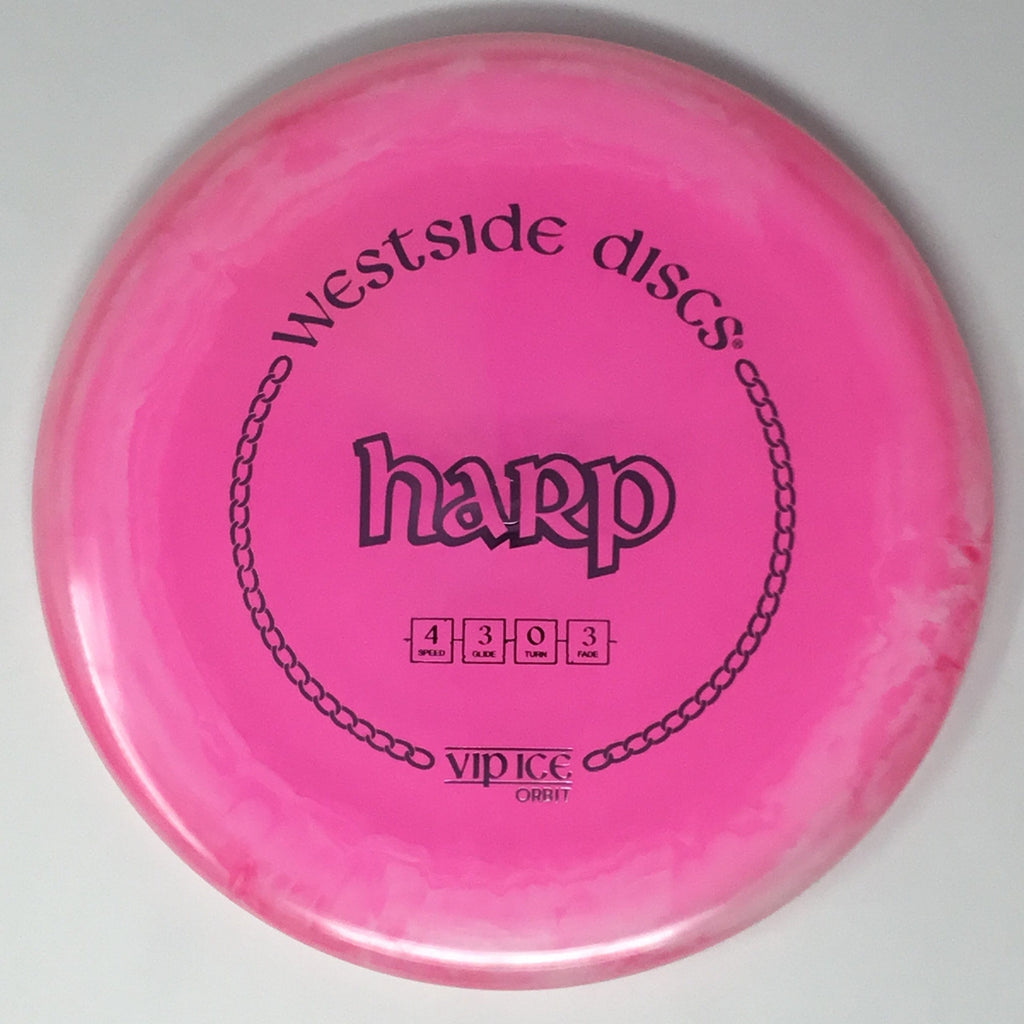 westside discs®
harp
4 3 0 3
SPEED GLIDE TURN FADE
VIP ICE
ORBIT